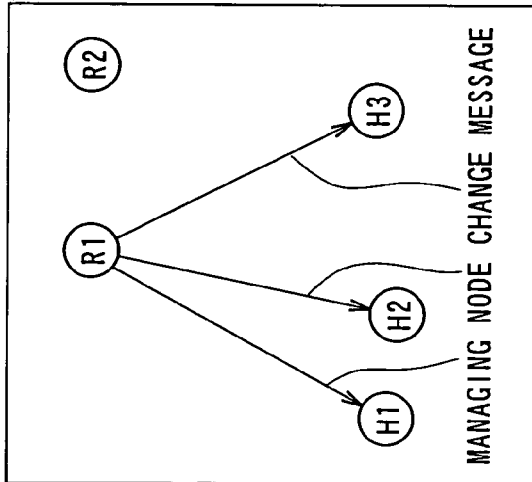 R1
R2
H1
H2
H3
MANAGING NODE CHANGE MESSAGE